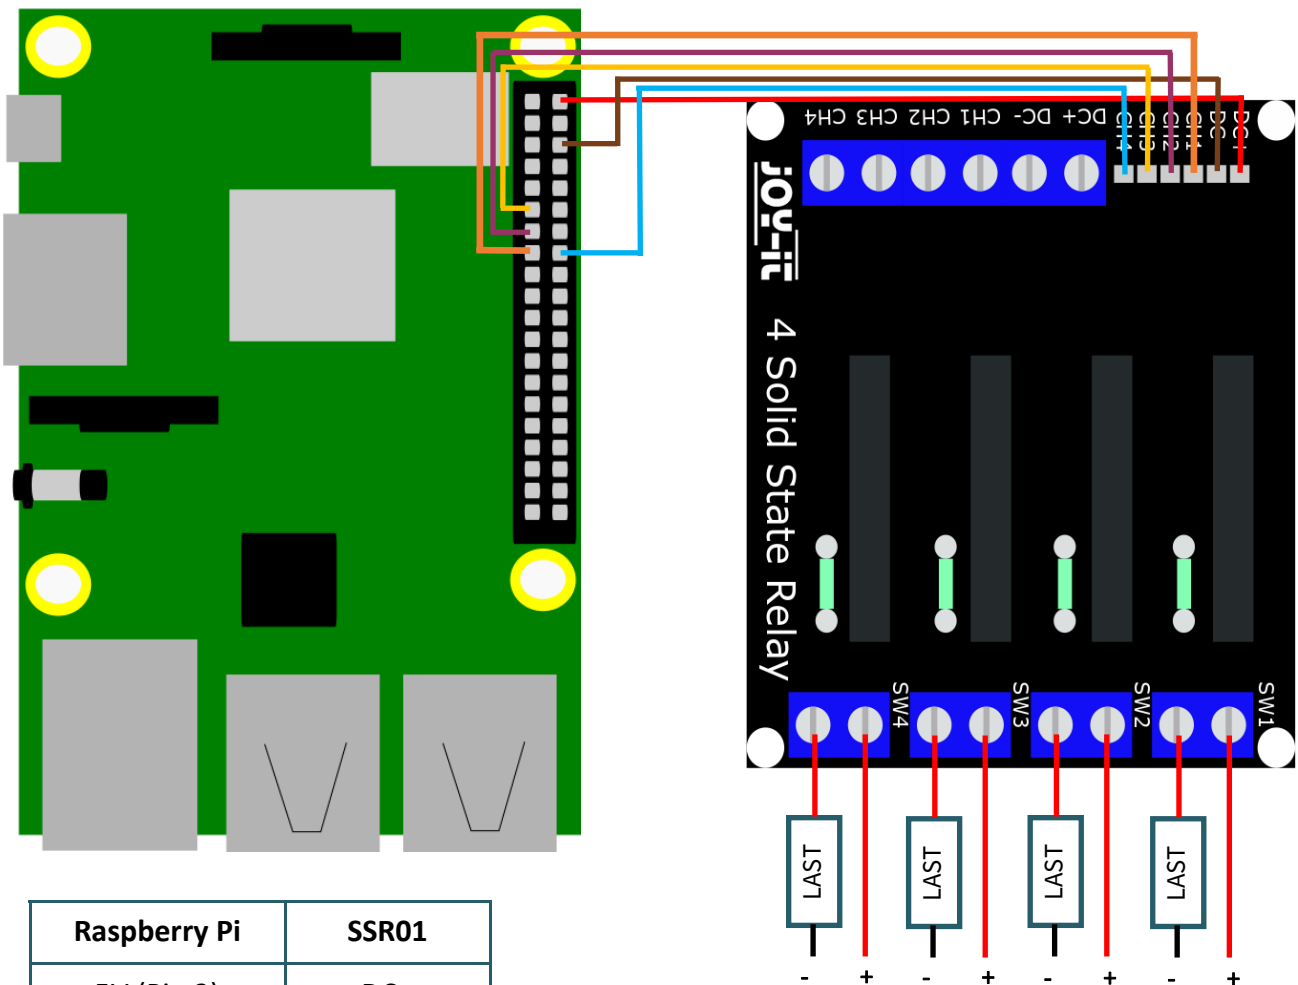 CH4 CH3 CH2 CH1 DC- DC+
CH4
CH3
CH2
CH1
DC-
DC+
joy-it
4 Solid State Relay
SW4
SW3
SW2
SW1
LAST
LAST
LAST
LAST
- + - + - + - +
Raspberry Pi SSR01